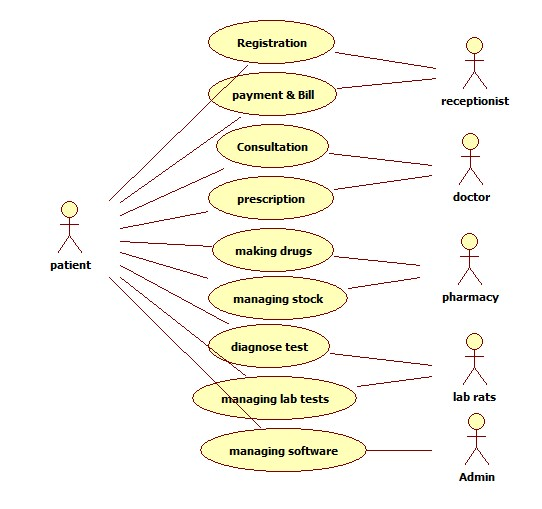 Registration
payment & Bill
receptionist
Consultation
prescription
doctor
patient
making drugs
managing stock
pharmacy
diagnose test
managing lab tests
lab rats
managing software
Admin